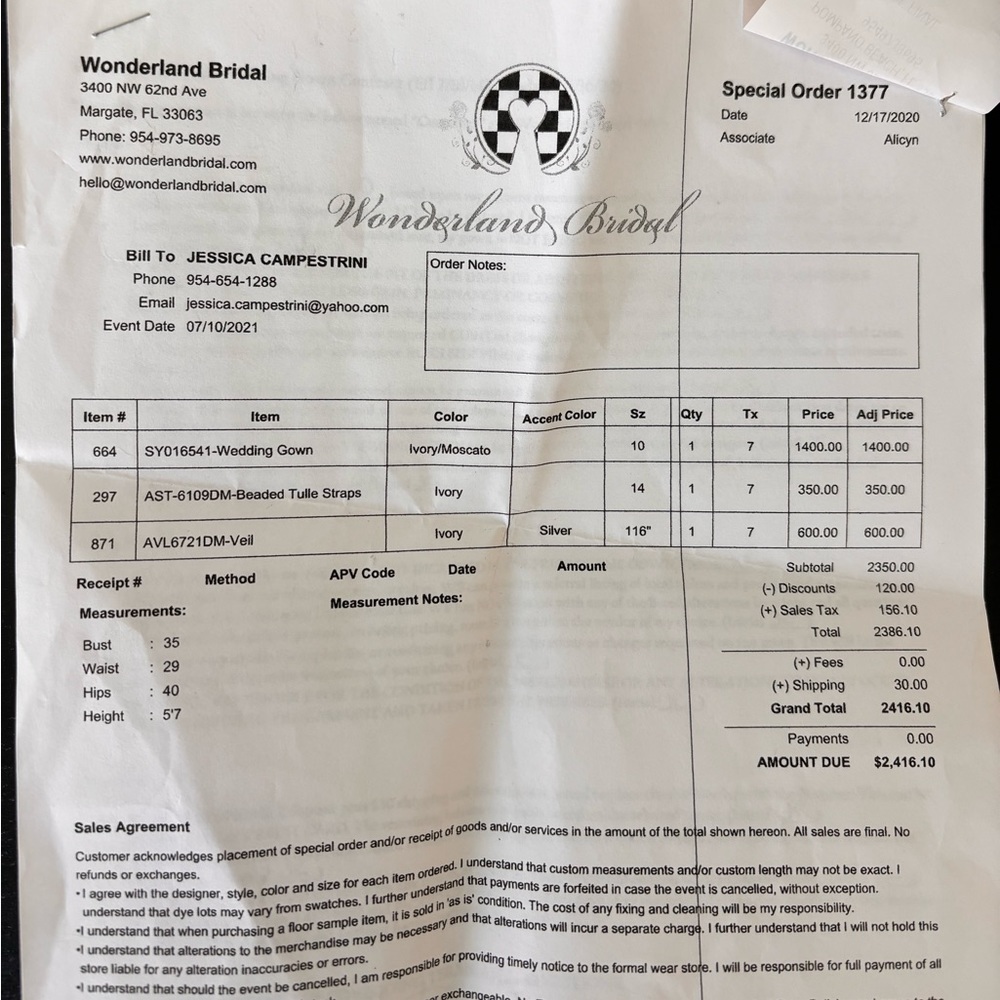 Wonderland Bridal
3400 NW 62nd Ave
Margate, FL 33063
Phone: 954-973-8695
www.wonderlandbridal.com
hello@wonderlandbridal.com
Wonderland Bridal
Special Order 1377
Date 12/17/2020
Associate Alicyn
Bill To JESSICA CAMPESTRINI
Phone 954-654-1288
Email jessica.campestrini@yahoo.com
Event Date 07/10/2021
Order Notes:
Item # Item Color Accent Color Sz Qty Tx Price Adj Price
664 SY016541-Wedding Gown Ivory/Moscato 10 1 7 1400.00 1400.00
297 AST-6109DM-Beaded Tulle Straps Ivory 14 1 7 350.00 350.00
871 AVL6721DM-Veil Ivory Silver 116" 1 7 600.00 600.00
Receipt # Method APV Code Date Amount
Measurements: Measurement Notes:
Bust : 35
Waist : 29
Hips : 40
Height : 5'7
Subtotal 2350.00
(-) Discounts 120.00
(+) Sales Tax 156.10
Total 2386.10
(+) Fees 0.00
(+) Shipping 30.00
Grand Total 2416.10
Payments 0.00
AMOUNT DUE $2,416.10
Sales Agreement
Customer acknowledges placement of special order and/or receipt of goods and/or services in the amount of the total shown hereon. All sales are final. No
refunds or exchanges.
•I agree with the designer, style, color and size for each item ordered. I understand that custom measurements and/or custom length may not be exact. I
understand that dye lots may vary from swatches. I further understand that payments are forfeited in case the event is cancelled, without exception.
•I understand that when purchasing a floor sample item, it is sold in 'as is' condition. The cost of any fixing and cleaning will be my responsibility.
•I understand that alterations to the merchandise may be necessary and that alterations will incur a separate charge. I further understand that I will not hold this
store liable for any alteration inaccuracies or errors.
•I understand that should the event be cancelled, I am responsible for providing timely notice to the formal wear store. I will be responsible for full payment of all
exchangeable.